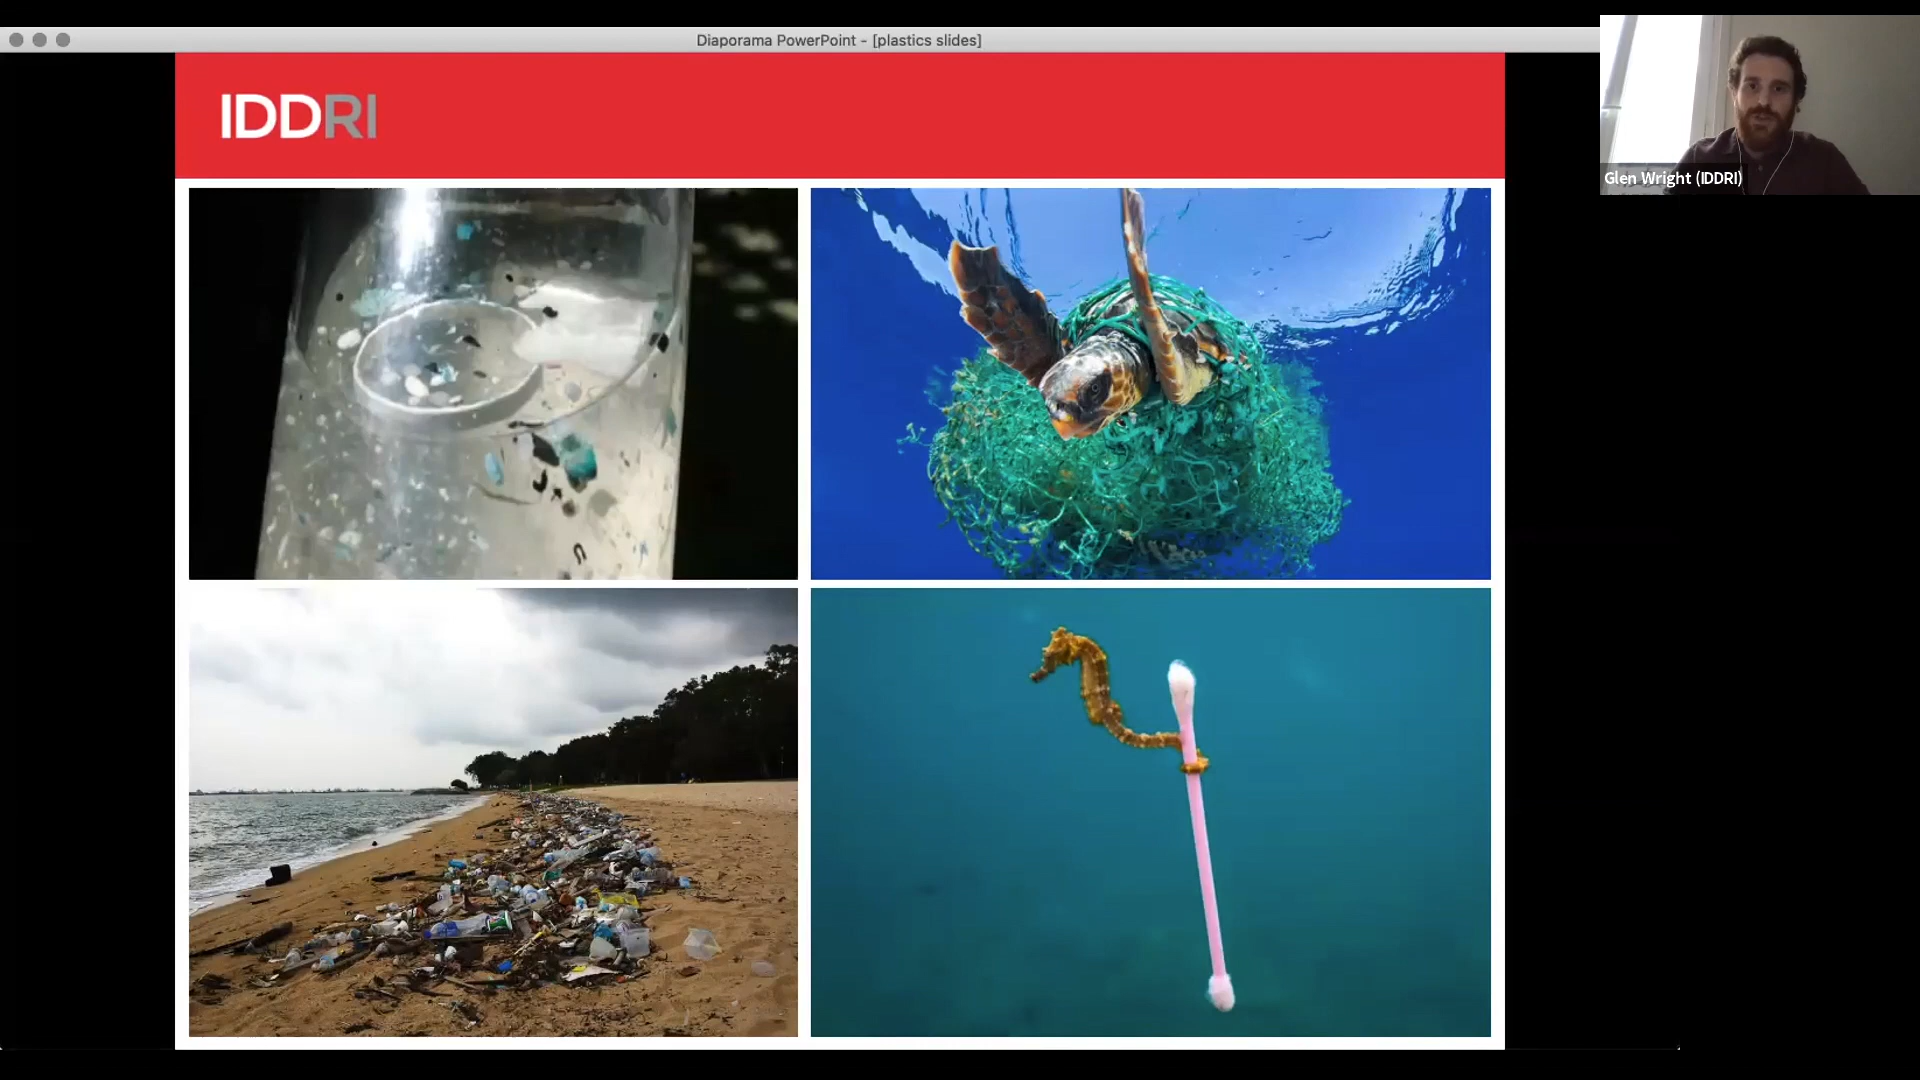 Diaporama PowerPoint - [plastics slides]
IDDRI
Glen Wright (IDDRI)